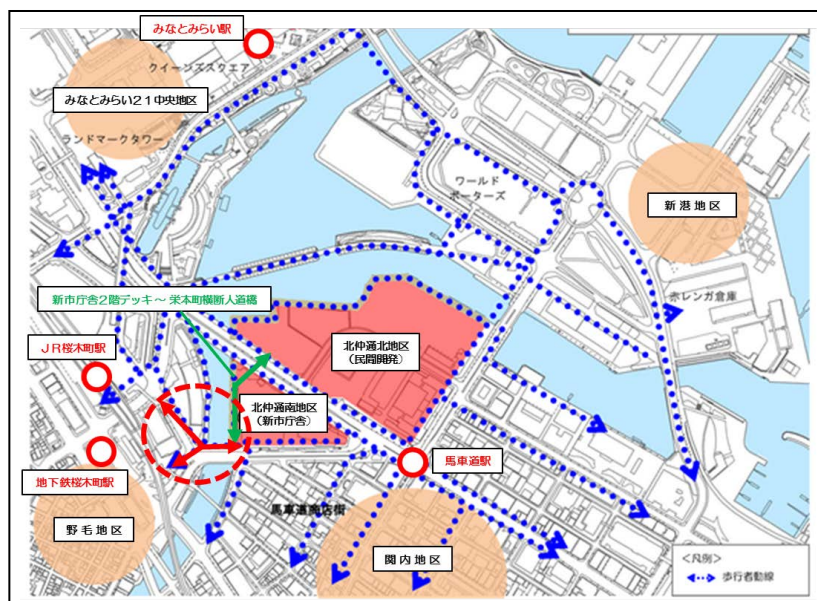 みなとみらい駅
クイーンズスクエア
みなとみらい21中央地区
ランドマークタワー
ワールド
ポーターズ
新港地区
新市庁舎2階デッキ～栄本町横断人道橋
赤レンガ倉庫
北仲通北地区
（民間開発）
JR桜木町駅
北仲通南地区
（新市庁舎）
馬車道駅
地下鉄桜木町駅
馬車道商店街
野毛地区
関内地区
＜凡例＞
歩行者動線